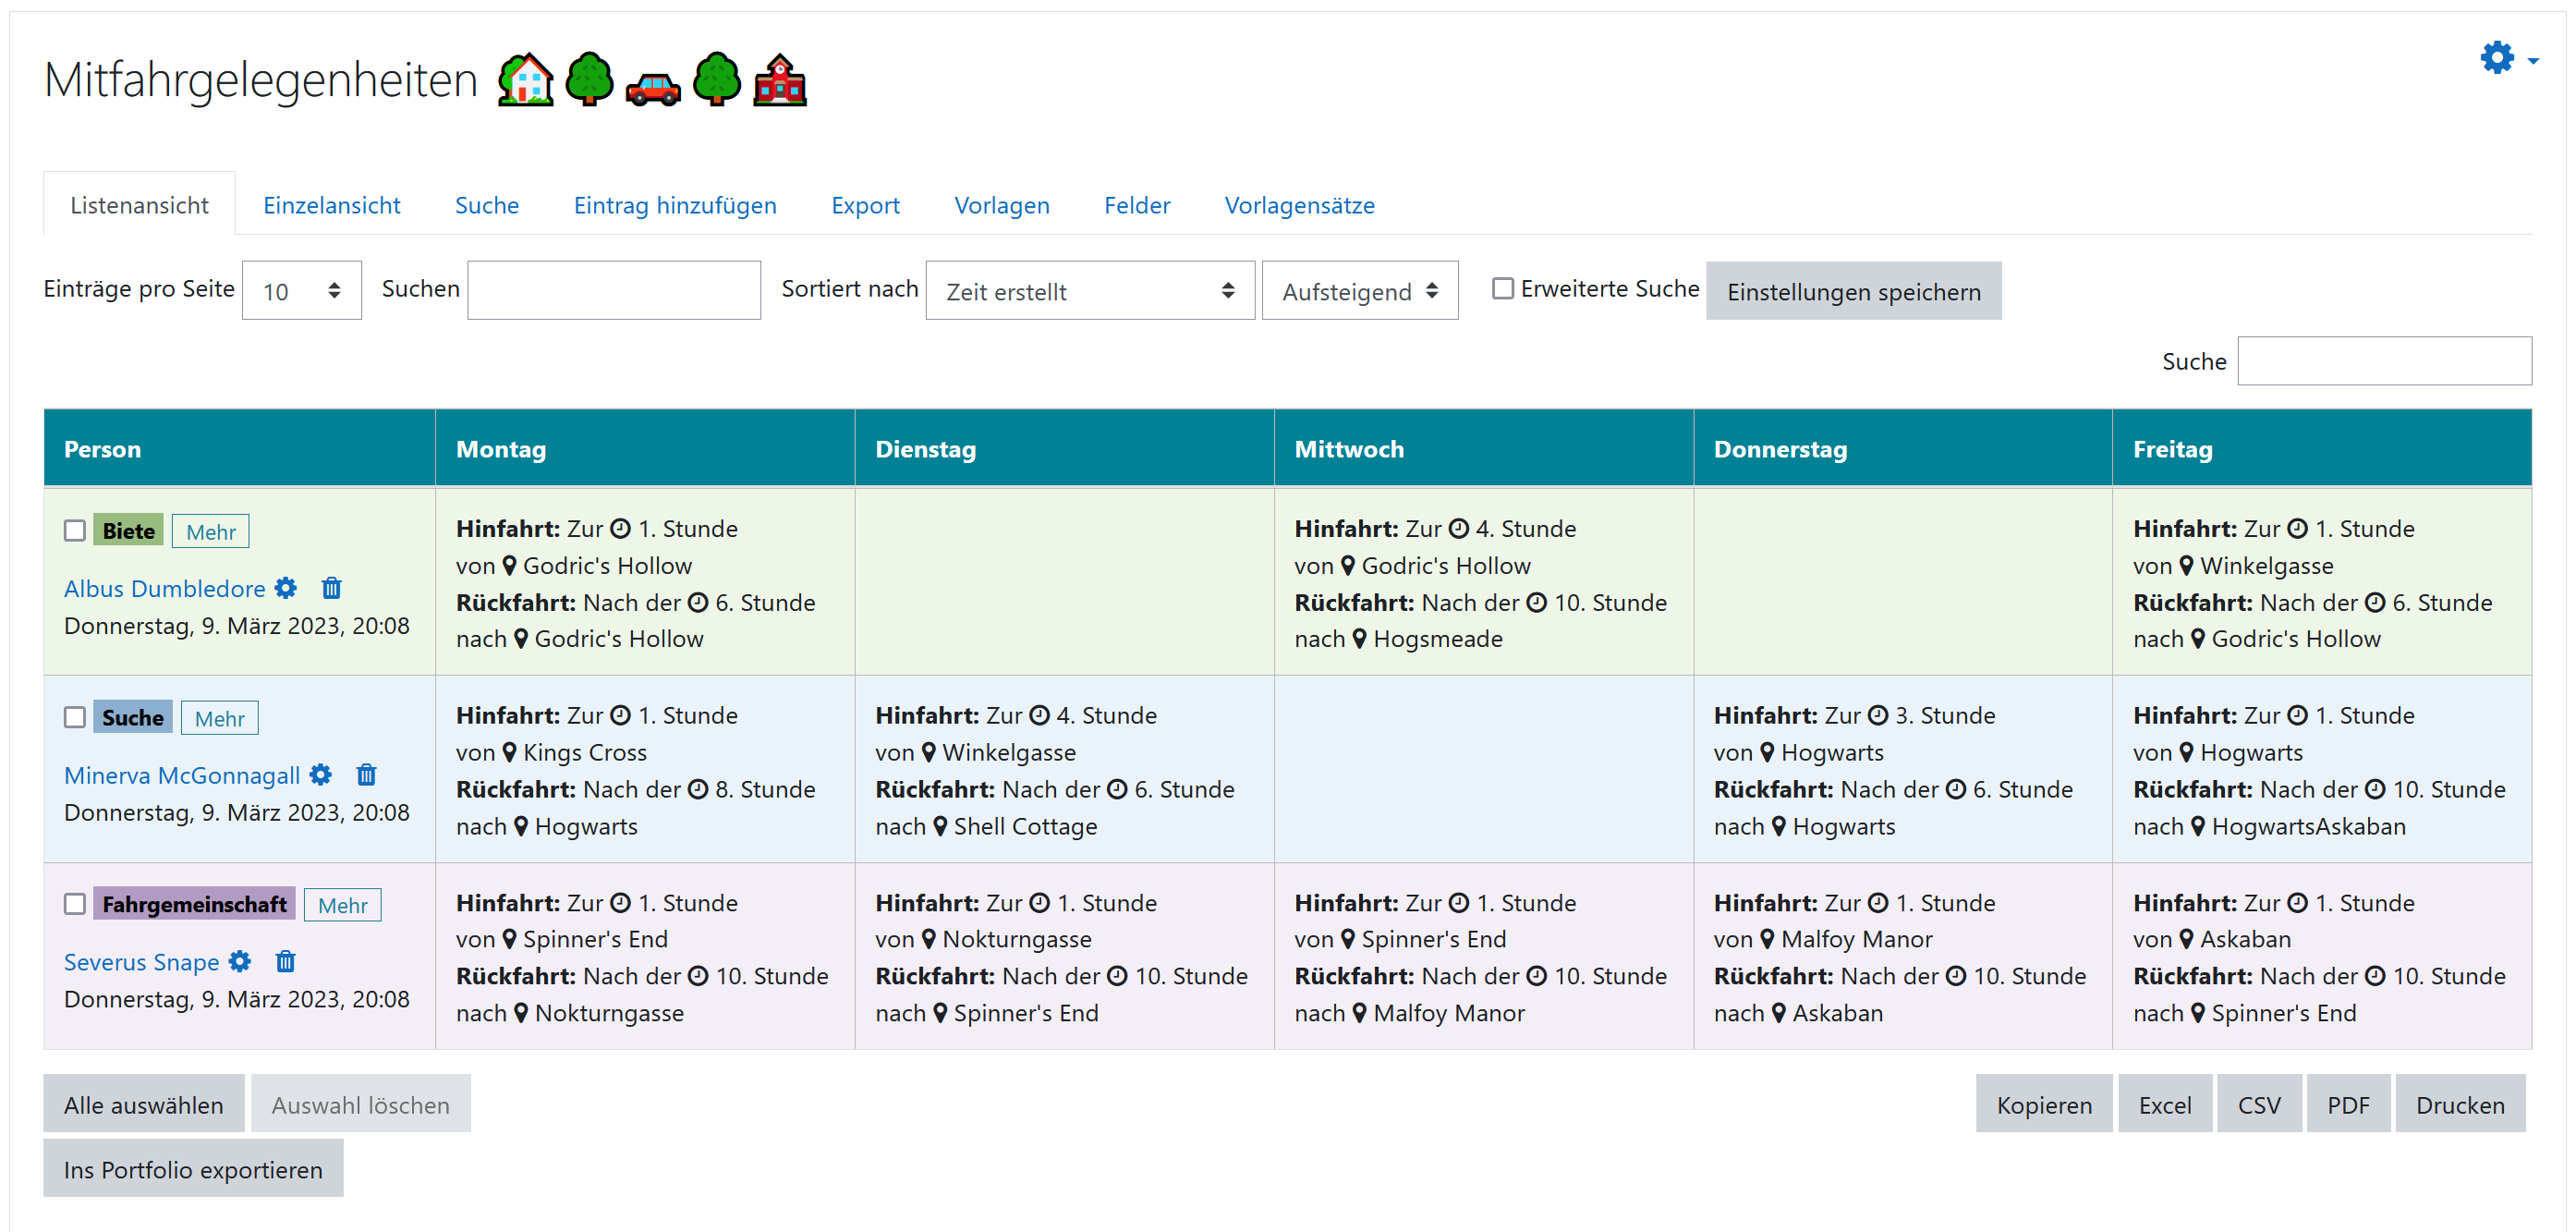 Mitfahrgelegenheiten
Listenansicht Einzelansicht Suche Eintrag hinzufügen Export Vorlagen Felder Vorlagensätze
Einträge pro Seite 10 Suchen Sortiert nach Zeit erstellt Aufsteigend Erweiterte Suche Einstellungen speichern
Suche
Person Montag Dienstag Mittwoch Donnerstag Freitag
Biete Mehr
Albus Dumbledore
Donnerstag, 9. März 2023, 20:08
Hinfahrt: Zur 1. Stunde
von Godric's Hollow
Rückfahrt: Nach der 6. Stunde
nach Godric's Hollow
Hinfahrt: Zur 4. Stunde
von Godric's Hollow
Rückfahrt: Nach der 10. Stunde
nach Hogsmeade
Hinfahrt: Zur 1. Stunde
von Winkelgasse
Rückfahrt: Nach der 6. Stunde
nach Godric's Hollow
Suche Mehr
Minerva McGonnagall
Donnerstag, 9. März 2023, 20:08
Hinfahrt: Zur 1. Stunde
von Kings Cross
Rückfahrt: Nach der 8. Stunde
nach Hogwarts
Hinfahrt: Zur 4. Stunde
von Winkelgasse
Rückfahrt: Nach der 6. Stunde
nach Shell Cottage
Hinfahrt: Zur 3. Stunde
von Hogwarts
Rückfahrt: Nach der 6. Stunde
nach Hogwarts
Hinfahrt: Zur 1. Stunde
von Hogwarts
Rückfahrt: Nach der 10. Stunde
nach HogwartsAskaban
Fahrgemeinschaft Mehr
Severus Snape
Donnerstag, 9. März 2023, 20:08
Hinfahrt: Zur 1. Stunde
von Spinner's End
Rückfahrt: Nach der 10. Stunde
nach Nokturngasse
Hinfahrt: Zur 1. Stunde
von Nokturngasse
Rückfahrt: Nach der 10. Stunde
nach Spinner's End
Hinfahrt: Zur 1. Stunde
von Spinner's End
Rückfahrt: Nach der 10. Stunde
nach Malfoy Manor
Hinfahrt: Zur 1. Stunde
von Malfoy Manor
Rückfahrt: Nach der 10. Stunde
nach Askaban
Hinfahrt: Zur 1. Stunde
von Askaban
Rückfahrt: Nach der 10. Stunde
nach Spinner's End
Alle auswählen Auswahl löschen Kopieren Excel CSV PDF Drucken
Ins Portfolio exportieren